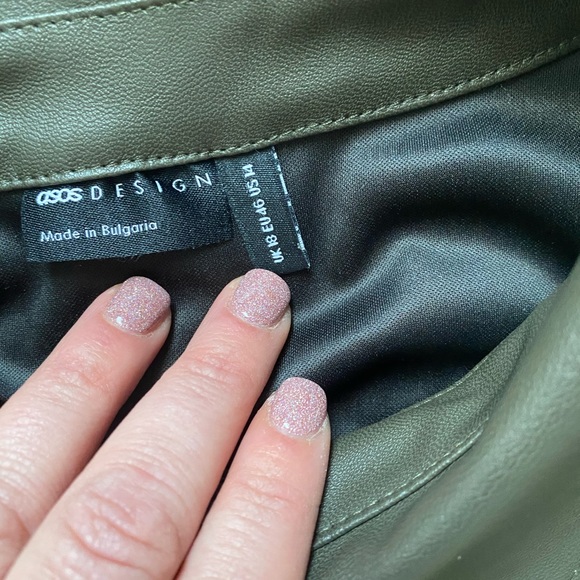 asos DESIGN
Made in Bulgaria
UK 18 EU 46 US 14